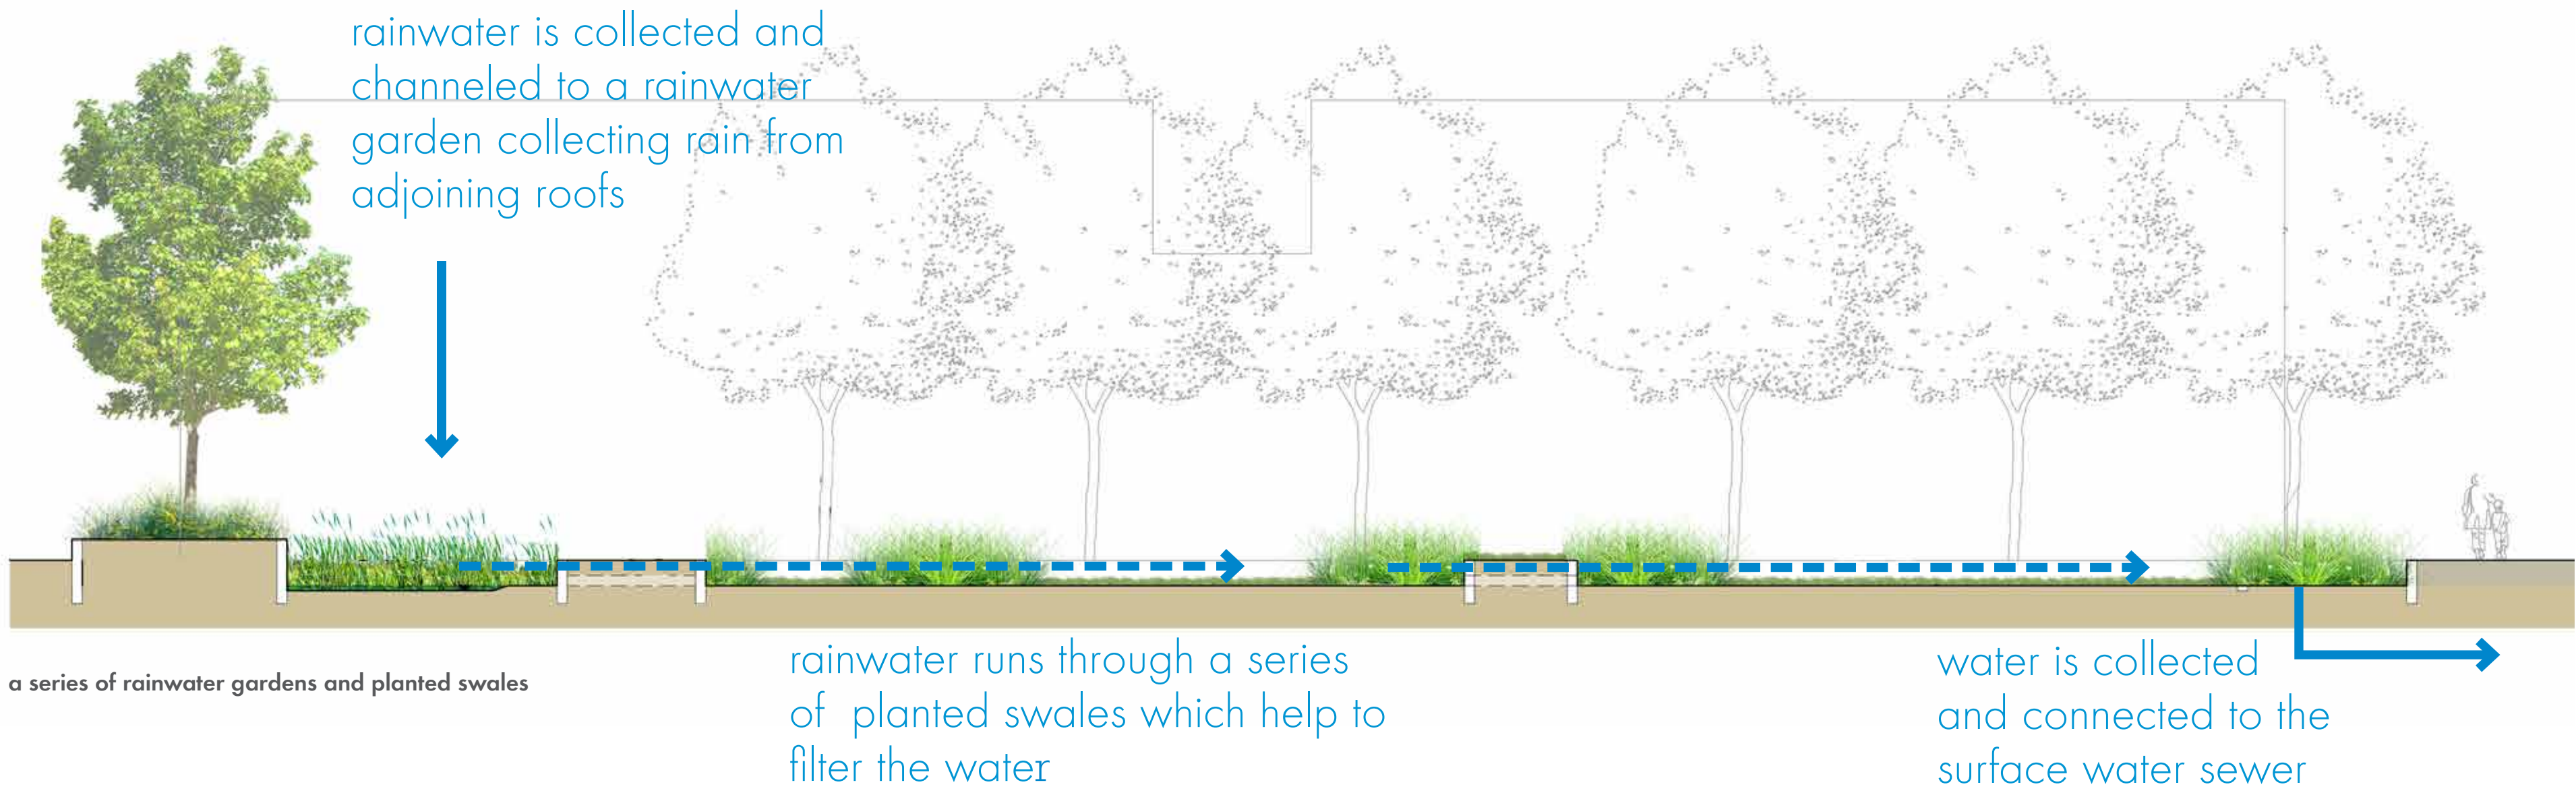 rainwater is collected and
channeled to a rainwater
garden collecting rain from
adjoining roofs
a series of rainwater gardens and planted swales
rainwater runs through a series
of planted swales which help to
filter the water
water is collected
and connected to the
surface water sewer